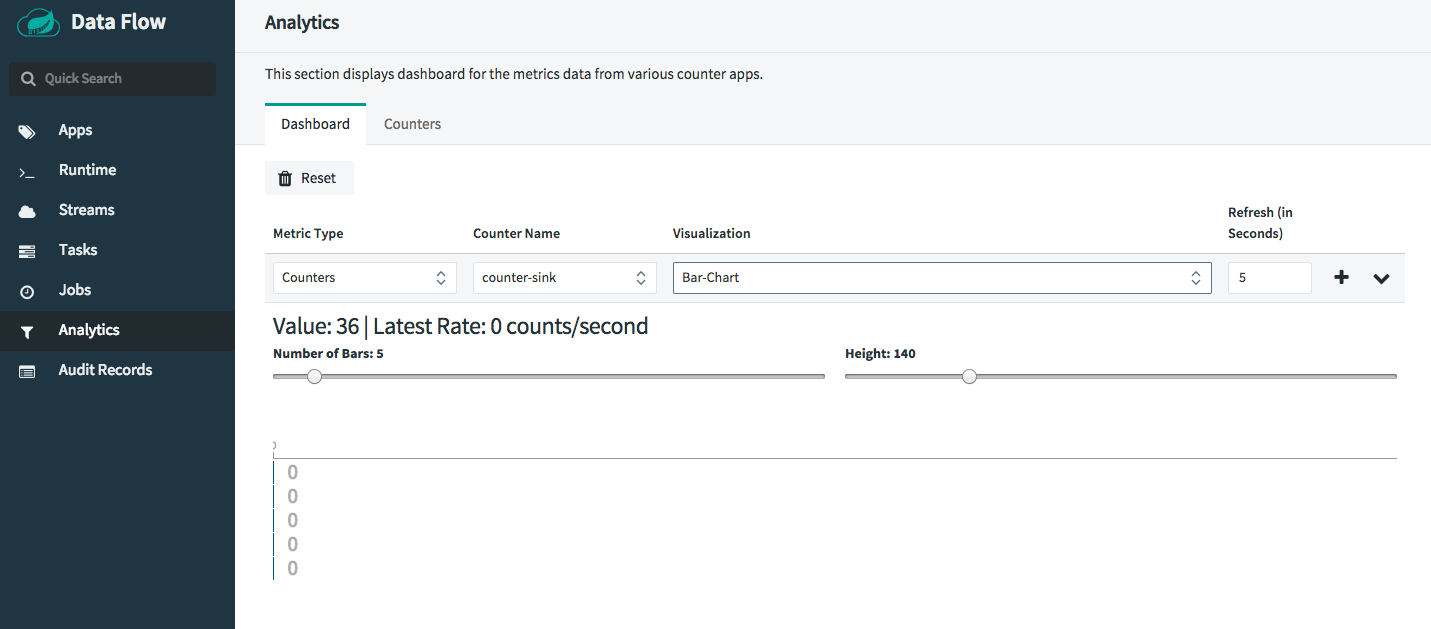 Data Flow
Quick Search
Apps
Runtime
Streams
Tasks
Jobs
Analytics
Audit Records
Analytics
This section displays dashboard for the metrics data from various counter apps.
Dashboard Counters
Reset
Metric Type Counter Name Visualization Refresh (in
Seconds)
Counters counter-sink Bar-Chart 5
Value: 36 | Latest Rate: 0 counts/second
Number of Bars: 5 Height: 140
0
0
0
0
0
0